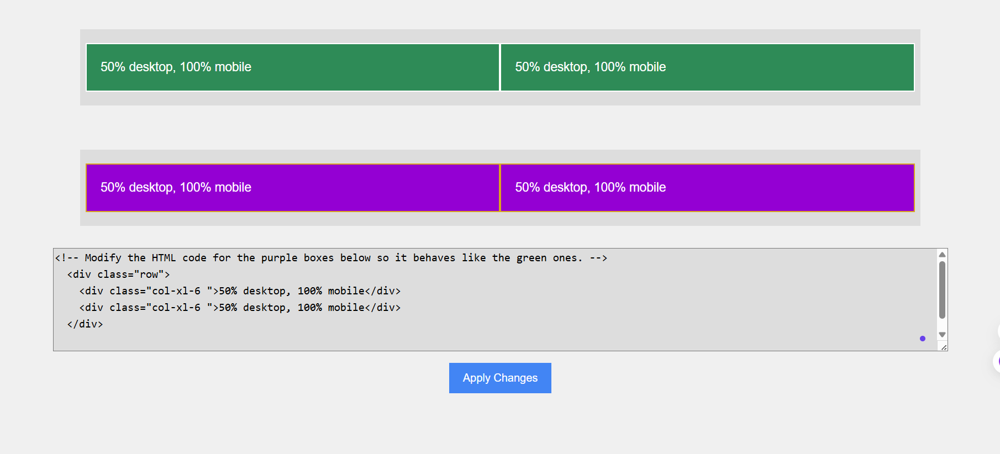 50% desktop, 100% mobile
50% desktop, 100% mobile
50% desktop, 100% mobile
50% desktop, 100% mobile
<!-- Modify the HTML code for the purple boxes below so it behaves like the green ones. -->
  <div class="row">
    <div class="col-xl-6 ">50% desktop, 100% mobile</div>
    <div class="col-xl-6 ">50% desktop, 100% mobile</div>
  </div>
Apply Changes